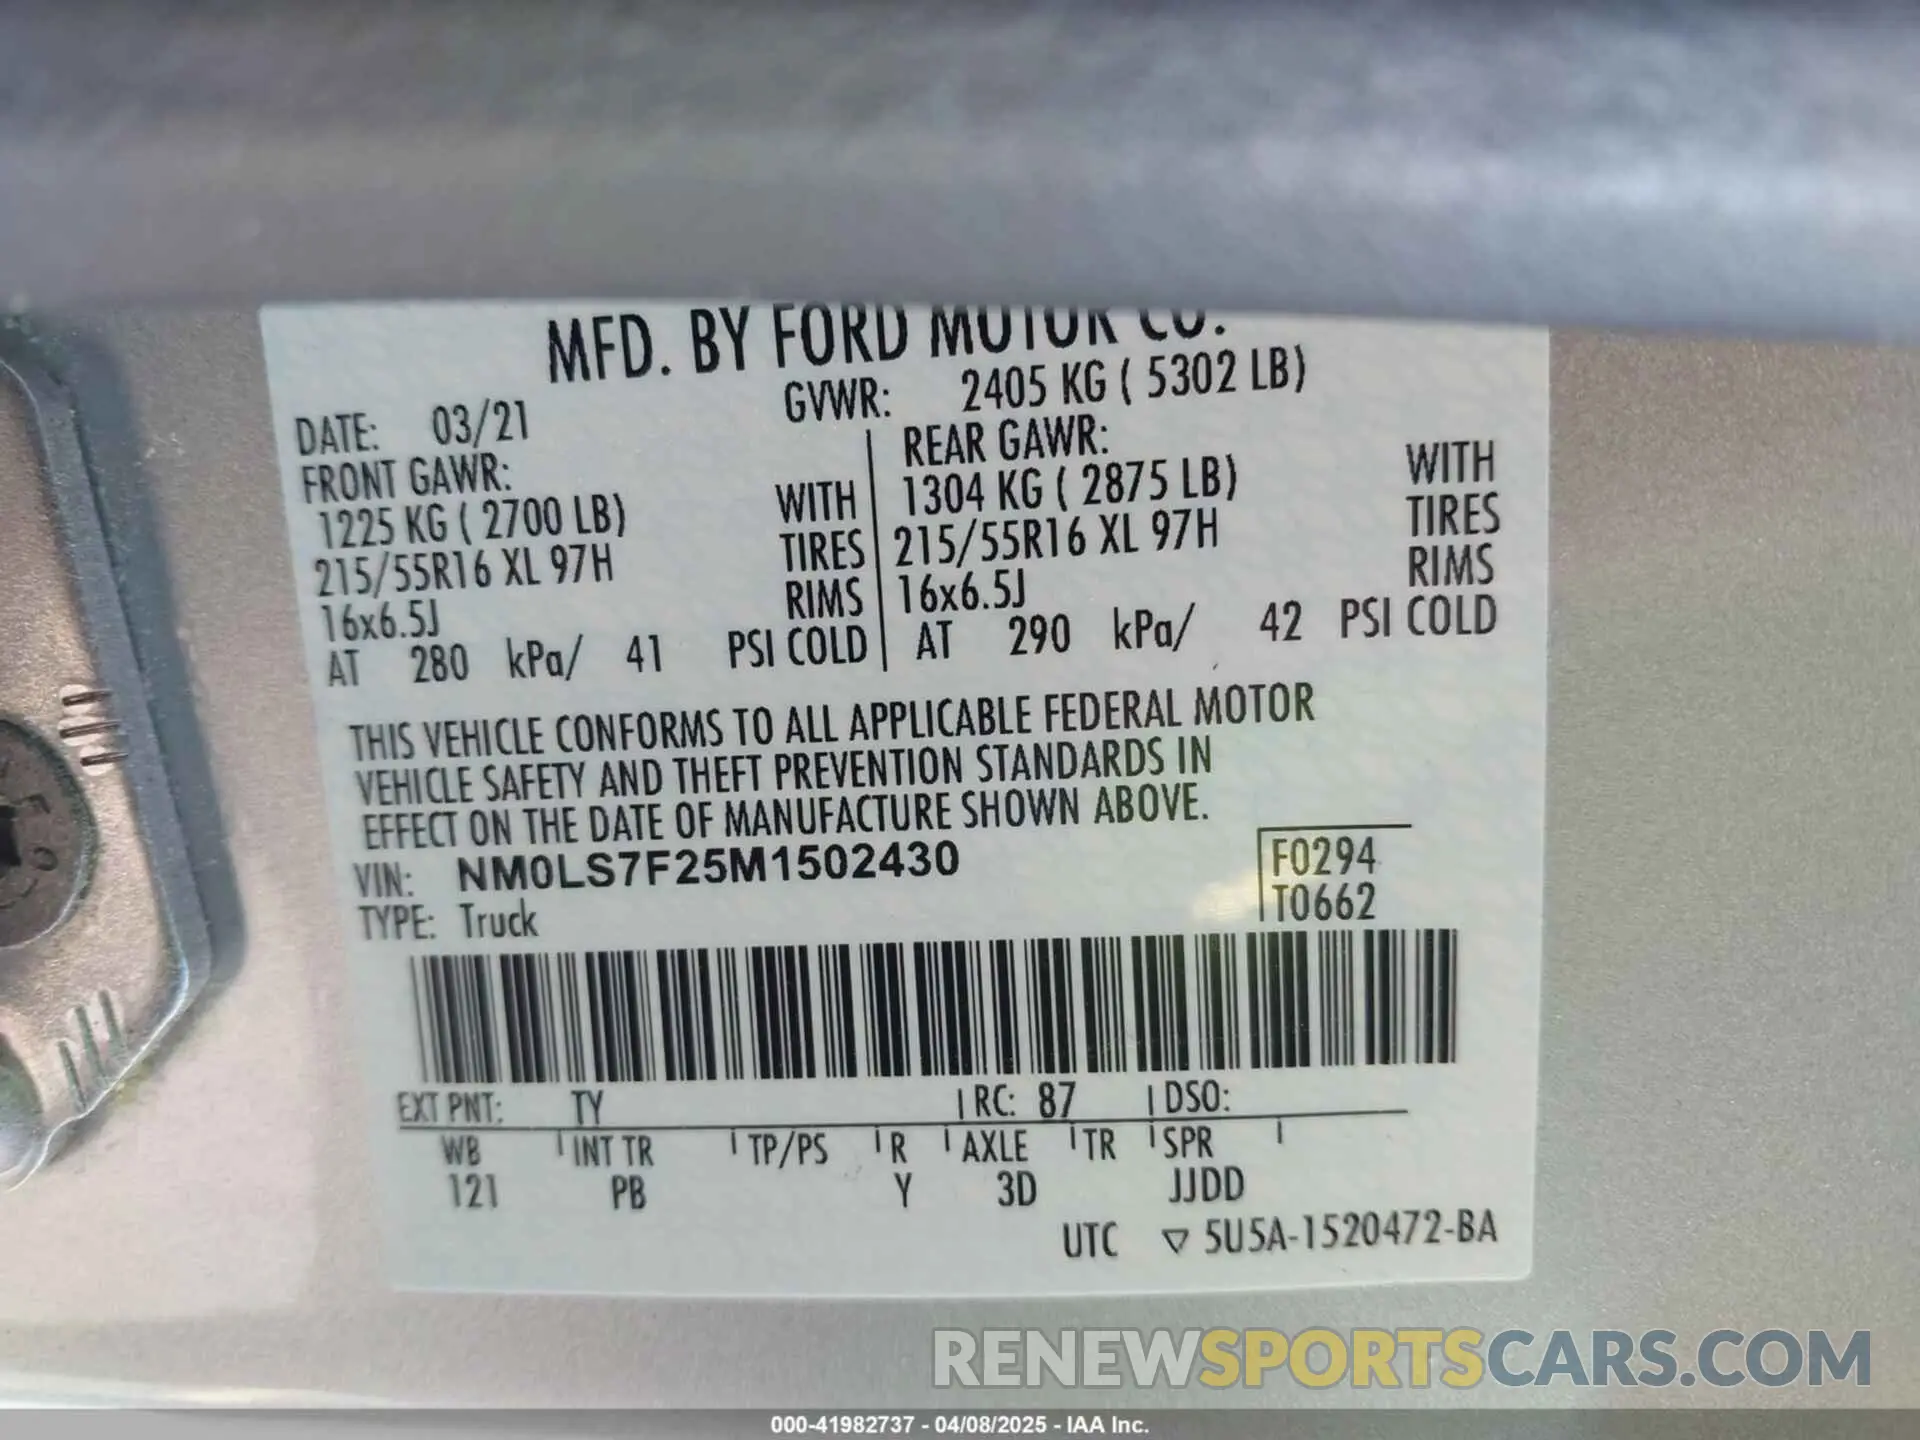 MFD. BY FORD MOTOR CO.
DATE: 03/21 GVWR: 2405 KG ( 5302 LB)
FRONT GAWR: REAR GAWR:
1225 KG ( 2700 LB) WITH 1304 KG ( 2875 LB) WITH
215/55R16 XL 97H TIRES 215/55R16 XL 97H TIRES
16x6.5J RIMS 16x6.5J RIMS
AT 280 kPa/ 41 PSI COLD AT 290 kPa/ 42 PSI COLD
THIS VEHICLE CONFORMS TO ALL APPLICABLE FEDERAL MOTOR
VEHICLE SAFETY AND THEFT PREVENTION STANDARDS IN
EFFECT ON THE DATE OF MANUFACTURE SHOWN ABOVE.
VIN: NM0LS7F25M1502430 F0294
TYPE: Truck T0662
EXT PNT: TY RC: 87 DSO:
WB INT TR TP/PS R AXLE TR SPR
121 PB Y 3D JJDD
UTC ▽ 5U5A-1520472-BA
RENEWSPORTSCARS.COM
000-41982737 - 04/08/2025 - IAA Inc.